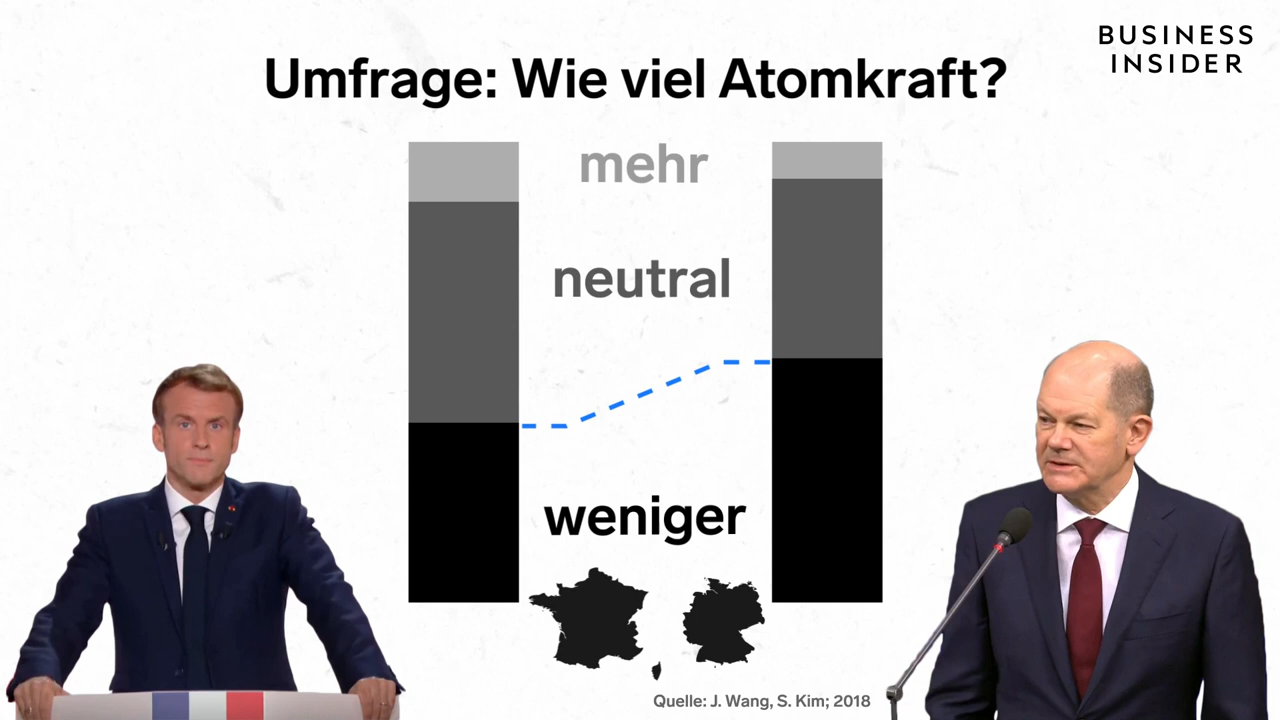 BUSINESS
INSIDER
Umfrage: Wie viel Atomkraft?
mehr
neutral
weniger
Quelle: J. Wang, S. Kim; 2018